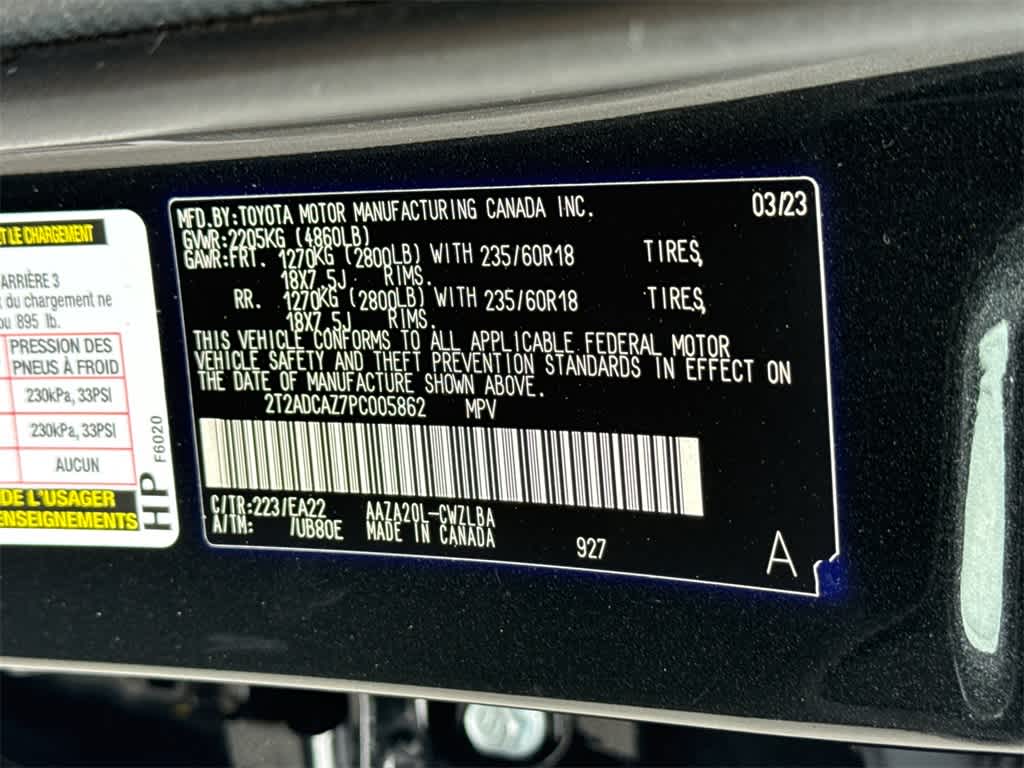 ET LE CHARGEMENT
ARRIÈRE 3
du chargement ne
ou 895 lb.
PRESSION DES
PNEUS À FROID
230kPa, 33PSI
230kPa, 33PSI
AUCUN
DE L'USAGER
HP
F6020
MFD.BY:TOYOTA MOTOR MANUFACTURING CANADA INC. 03/23
GVWR:2205KG (4860LB)
GAWR:FRT. 1270KG (2800LB) WITH 235/60R18 TIRES,
18X7.5J RIMS.
RR. 1270KG (2800LB) WITH 235/60R18 TIRES,
18X7.5J RIMS.
THIS VEHICLE CONFORMS TO ALL APPLICABLE FEDERAL MOTOR
VEHICLE SAFETY AND THEFT PREVENTION STANDARDS IN EFFECT ON
THE DATE OF MANUFACTURE SHOWN ABOVE.
2T2ADCAZ7PC005862 MPV
C/TR:223/EA22 AAZA20L-CWZLBA
A/TM: /UB80E MADE IN CANADA
927
A